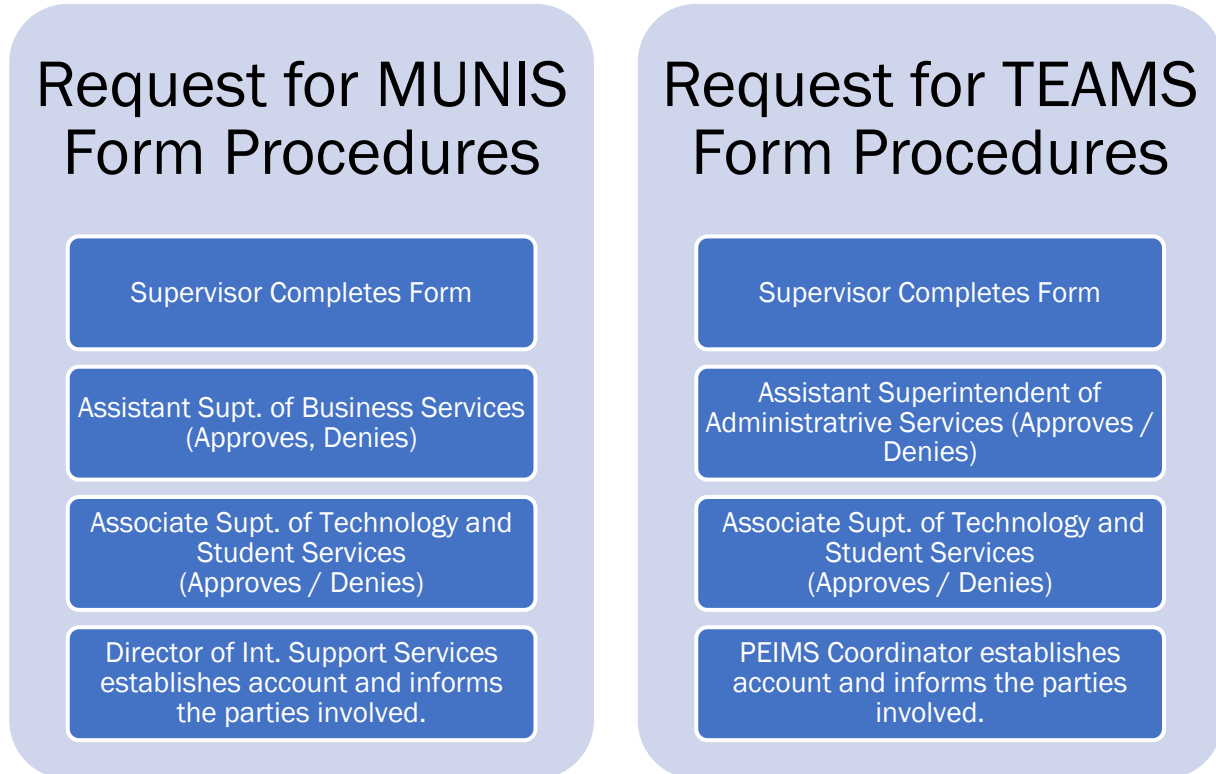 Request for MUNIS
Form Procedures
Supervisor Completes Form
Assistant Supt. of Business Services
(Approves, Denies)
Associate Supt. of Technology and
Student Services
(Approves / Denies)
Director of Int. Support Services
establishes account and informs
the parties involved.
Request for TEAMS
Form Procedures
Supervisor Completes Form
Assistant Superintendent of
Administratrive Services (Approves /
Denies)
Associate Supt. of Technology and
Student Services
(Approves / Denies)
PEIMS Coordinator establishes
account and informs the parties
involved.